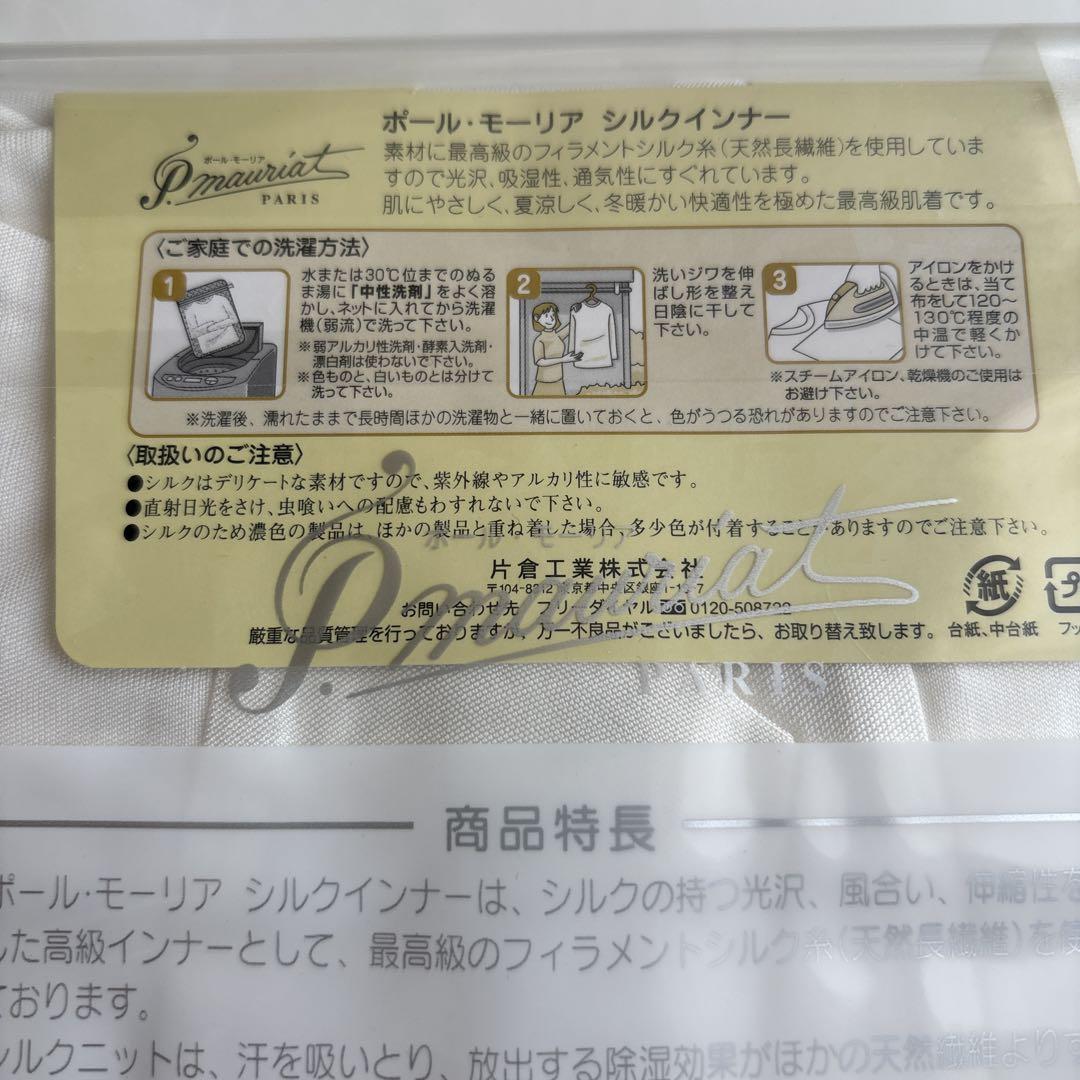 ポール・モーリア
P. mauriat
PARIS
ポール・モーリア シルクインナー
素材に最高級のフィラメントシルク糸(天然長繊維)を使用していま
すので光沢、吸湿性、通気性にすぐれています。
肌にやさしく、夏涼しく、冬暖かい快適性を極めた最高級肌着です。
〈ご家庭での洗濯方法〉
1
水または30℃位までのぬる
ま湯に「中性洗剤」をよく溶
かし、ネットに入れてから洗濯
機(弱流)で洗って下さい。
※弱アルカリ性洗剤・酵素入洗剤・
漂白剤は使わないで下さい。
※色ものと、白いものとは分けて
洗って下さい。
2
洗いジワを伸
ばし形を整え
日陰に干して
下さい。
3
アイロンをかけ
るときは、当て
布をして120〜
130℃程度の
中温で軽くか
けて下さい。
※スチームアイロン、乾燥機のご使用は
お避け下さい。
※洗濯後、濡れたままで長時間ほかの洗濯物と一緒に置いておくと、色がうつる恐れがありますのでご注意下さい。
〈取扱いのご注意〉
●シルクはデリケートな素材ですので、紫外線やアルカリ性に敏感です。
●直射日光をさけ、虫喰いへの配慮もわすれないで下さい。
●シルクのため濃色の製品は、ほかの製品と重ね着した場合、多少色が付着することがありますのでご注意下さい。
ポール・モーリア
P. mauriat
PARIS
片倉工業株式会社
〒104-8312 東京都中央区銀座1-1-7
お問い合わせ先 フリーダイヤル 0120-508722
厳重な品質管理を行っておりますが、万一不良品がございましたら、お取り替え致します。
紙
台紙、中台紙
プ
フッ
商品特長
ポール・モーリア シルクインナーは、シルクの持つ光沢、風合い、伸縮性を
した高級インナーとして、最高級のフィラメントシルク糸(天然長繊維)を使
ております。
シルクニットは、汗を吸いとり、放出する除湿効果がほかの天然繊維よりす